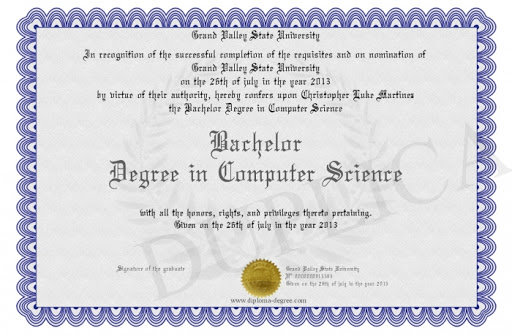 Grand Valley State University
In recognition of the successful completion of the requisites and on nomination of
Grand Valley State University
on the 26th of july in the year 2013
by virtue of their authority, hereby confers upon Christopher Luke Martinez
the Bachelor Degree in Computer Science
Bachelor
Degree in Computer Science
with all the honors, rights, and privileges thereto pertaining.
Given on the 26th of july in the year 2013
DUPLICA
Signature of the graduate
Grand Valley State University
Given on the 26th of july in the year 2013
www.diploma-degree.com